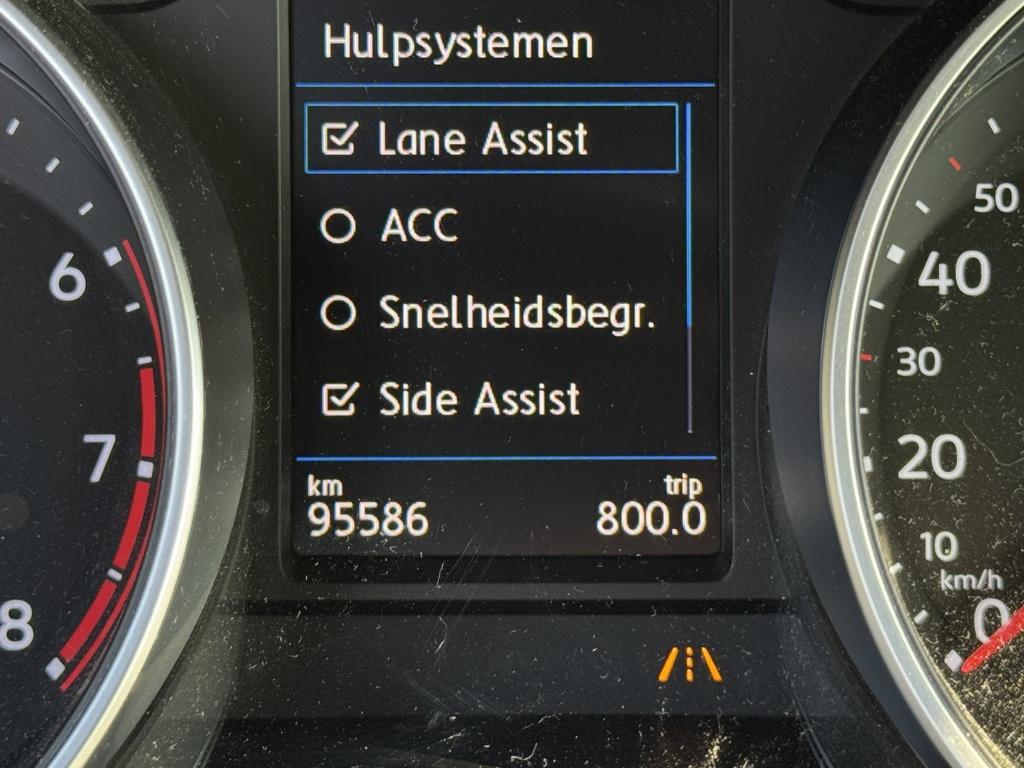 Hulpsystemen
Lane Assist
ACC
Snelheidsbegr.
Side Assist
km trip
95586 800.0
6
7
8
50
40
30
20
10
km/h
0